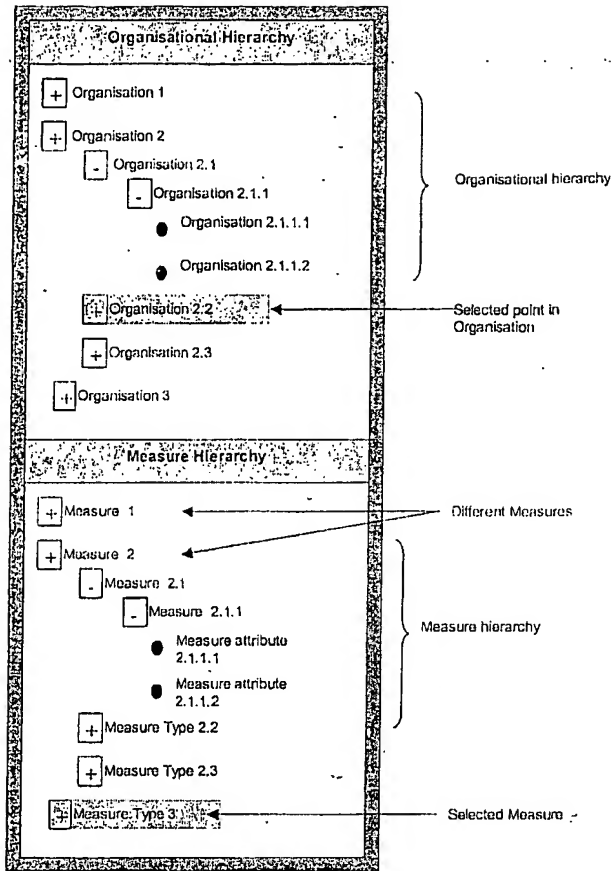 Organisational Hierarchy
+ Organisation 1
+ Organisation 2
- Organisation 2.1
- Organisation 2.1.1
Organisation 2.1.1.1
Organisation 2.1.1.2
+ Organisation 2.2
+ Organisation 2.3
+ Organisation 3
Organisational hierarchy
Selected point in
Organisation
Measure Hierarchy
+ Measure 1
+ Measure 2
- Measure 2.1
- Measure 2.1.1
Measure attribute
2.1.1.1
Measure attribute
2.1.1.2
+ Measure Type 2.2
+ Measure Type 2.3
+ Measure Type 3
Different Measures
Measure hierarchy
Selected Measure